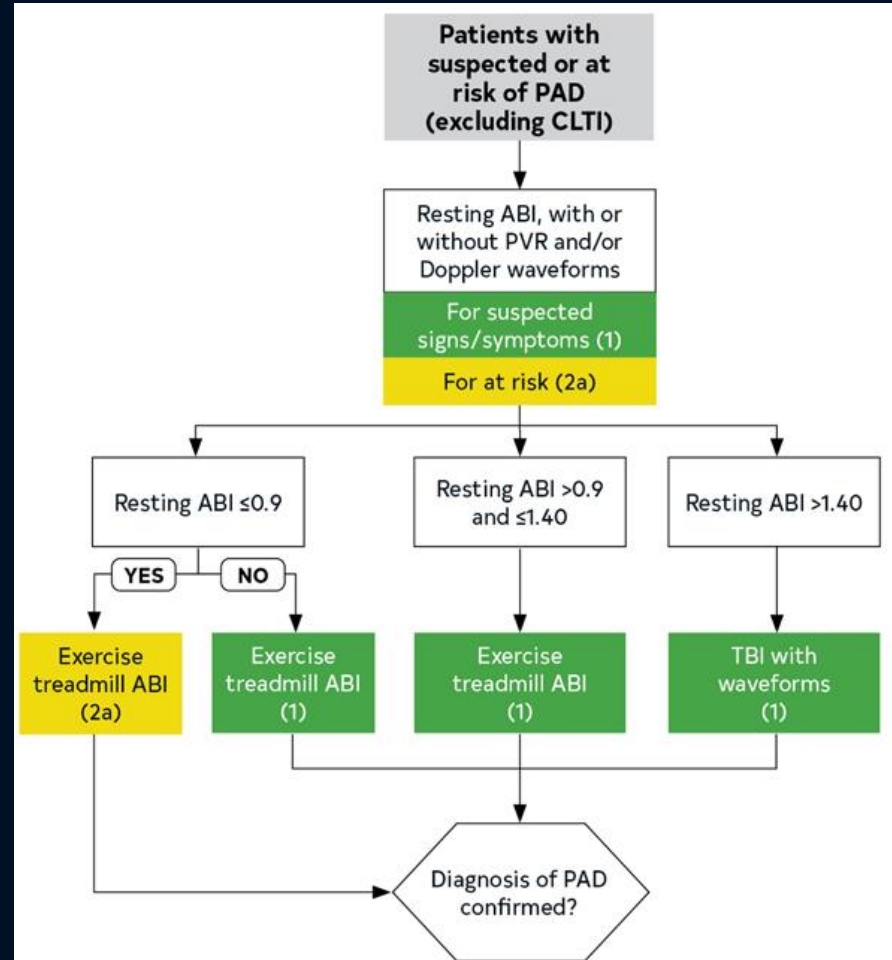 Patients with
suspected or at
risk of PAD
(excluding CLTI)
Resting ABI, with or
without PVR and/or
Doppler waveforms
For suspected
signs/symptoms (1)
For at risk (2a)
Resting ABI ≤0.9
Resting ABI >0.9
and ≤1.40
Resting ABI >1.40
YES
NO
Exercise
treadmill ABI
(2a)
Exercise
treadmill ABI
(1)
Exercise
treadmill ABI
(1)
TBI with
waveforms
(1)
Diagnosis of PAD
confirmed?